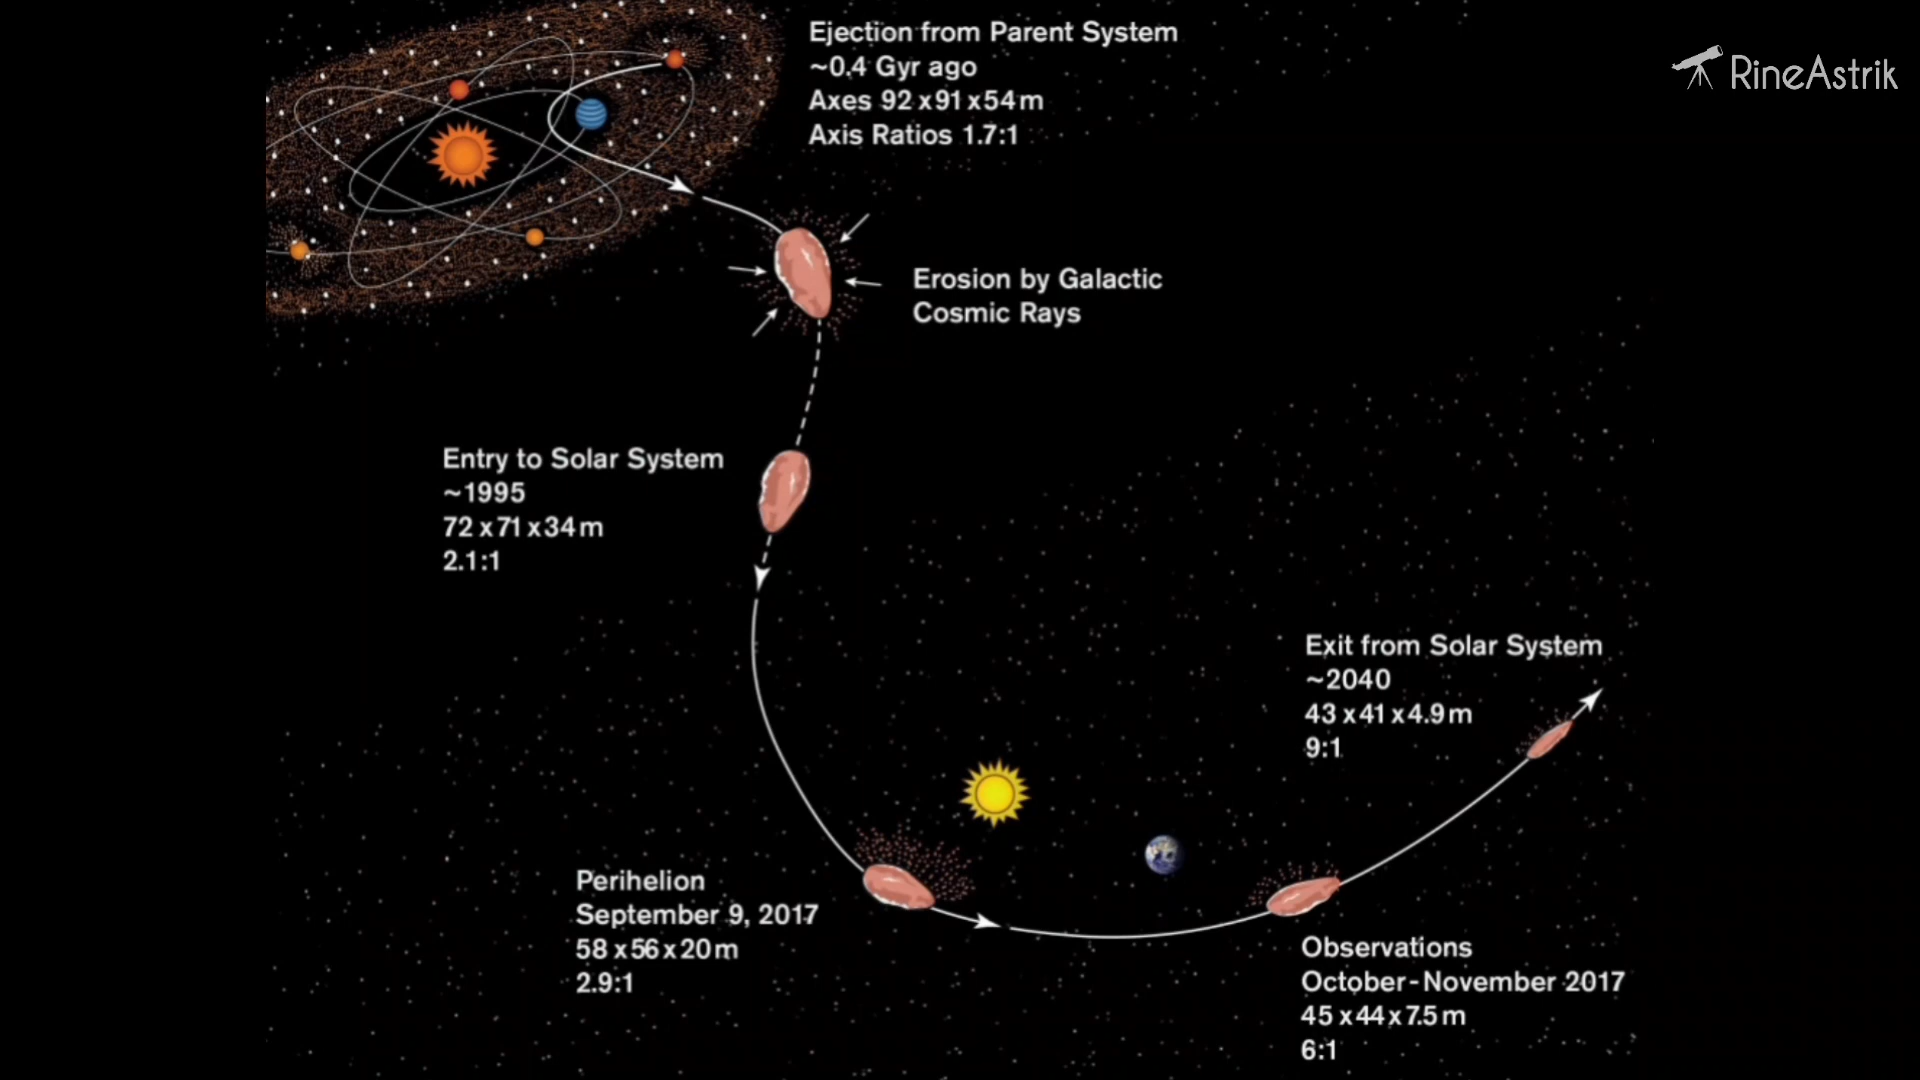 Ejection from Parent System
~0.4 Gyr ago
Axes 92 x 91 x 54 m
Axis Ratios 1.7:1
RineAstrik
Erosion by Galactic
Cosmic Rays
Entry to Solar System
~1995
72 x 71 x 34 m
2.1:1
Exit from Solar System
~2040
43 x 41 x 4.9 m
9:1
Perihelion
September 9, 2017
58 x 56 x 20 m
2.9:1
Observations
October - November 2017
45 x 44 x 7.5 m
6:1